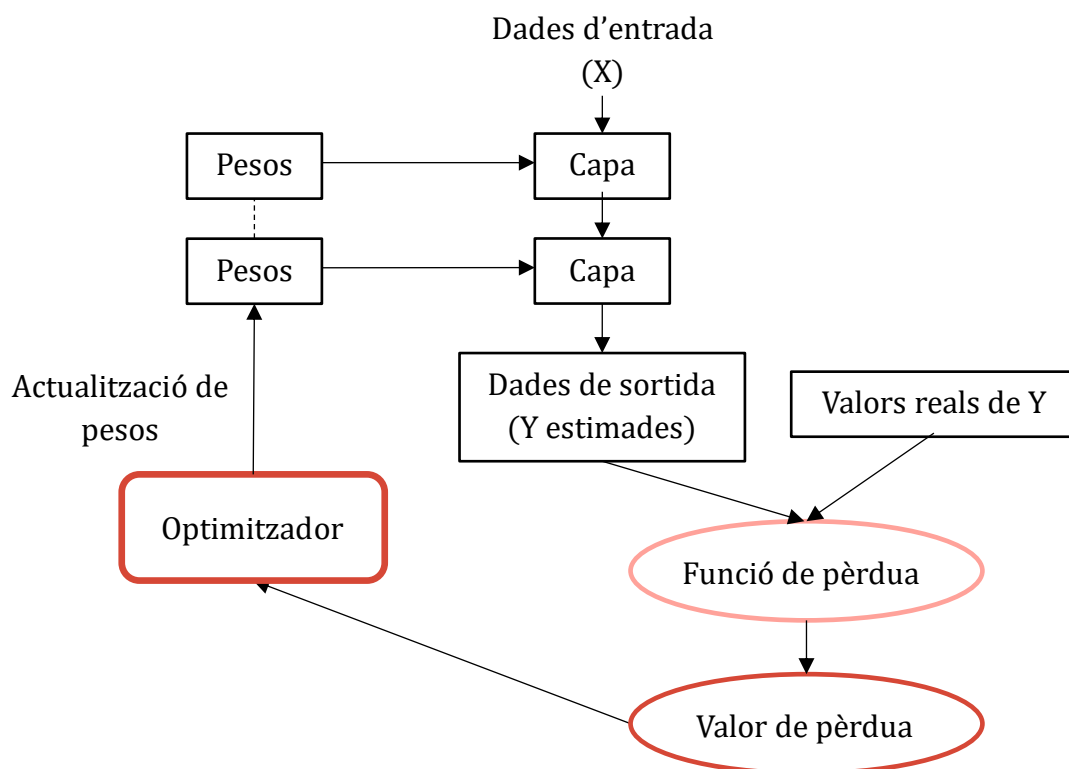 Dades d’entrada
(X)
Pesos
Capa
Pesos
Capa
Actualització de
pesos
Dades de sortida
(Y estimades)
Valors reals de Y
Optimitzador
Funció de pèrdua
Valor de pèrdua